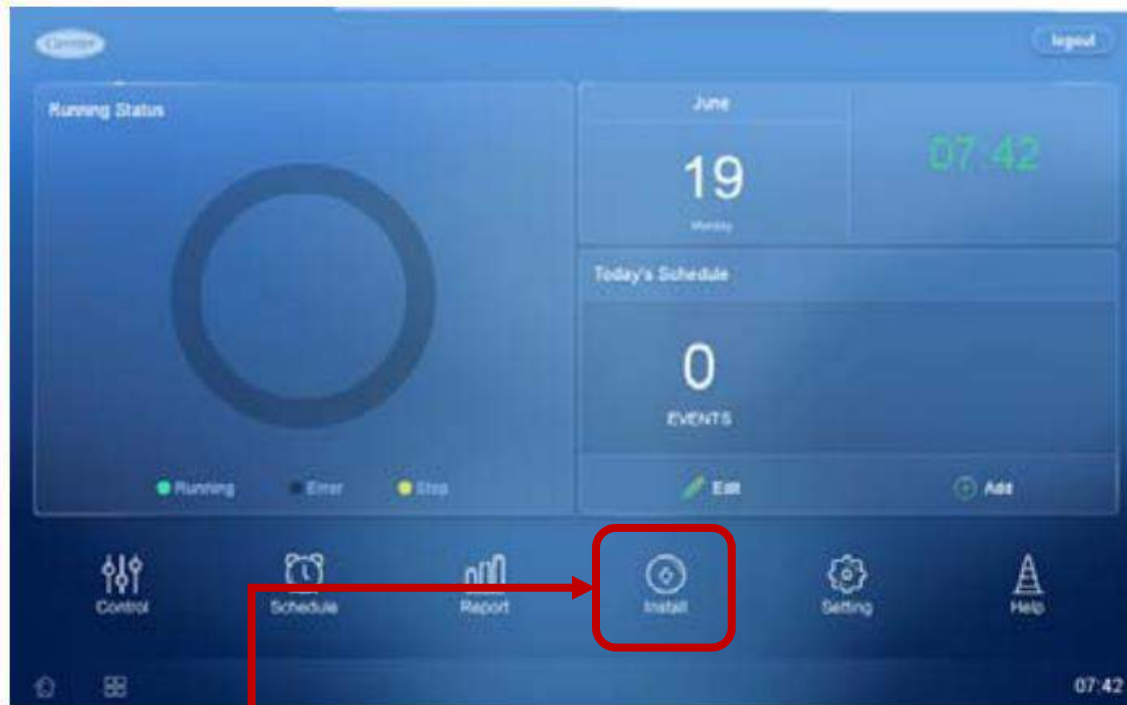 Carrier
logout
Running Status
June
19
Monday
07:42
Today's Schedule
0
EVENTS
Running
Error
Stop
Edit
Add
Control
Schedule
Report
Install
Setting
Help
07:42